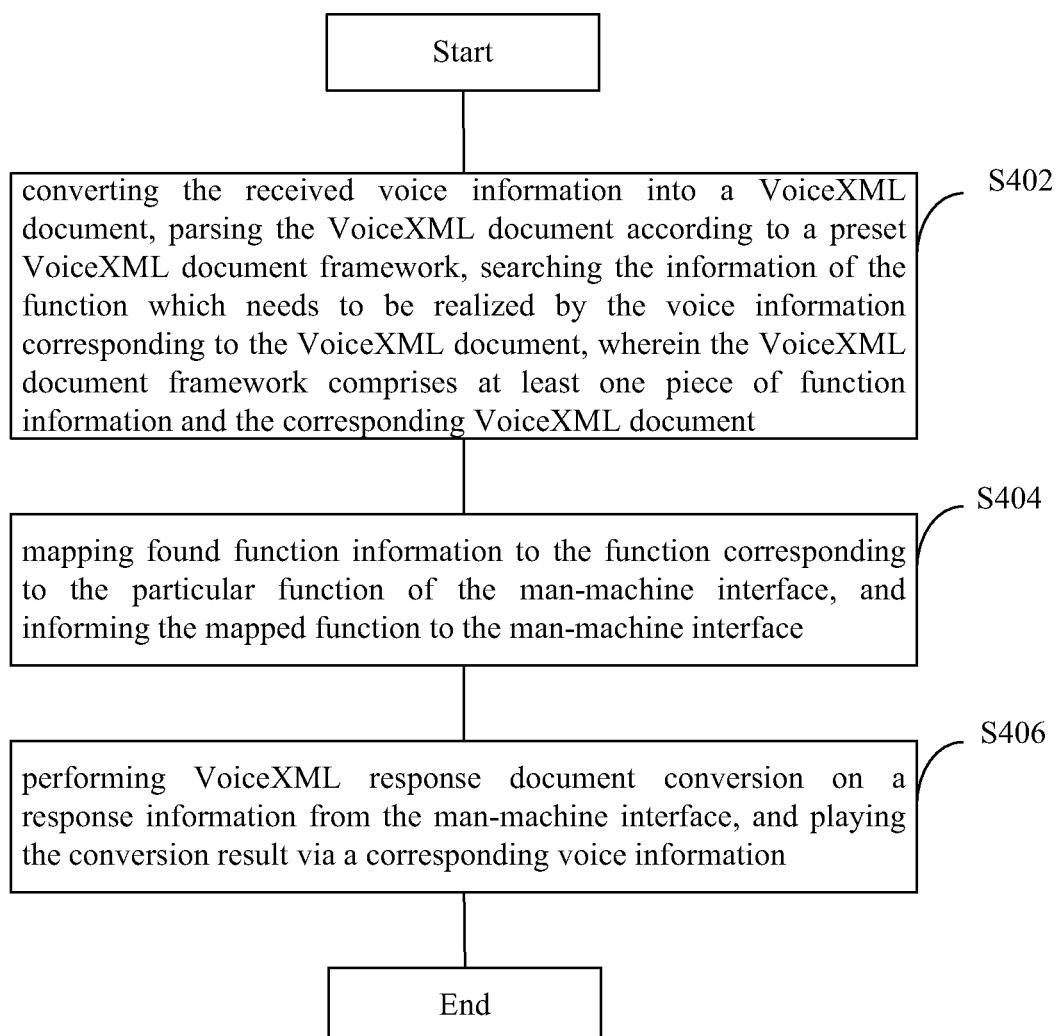 Start
converting the received voice information into a VoiceXML
document, parsing the VoiceXML document according to a preset
VoiceXML document framework, searching the information of the
function which needs to be realized by the voice information
corresponding to the VoiceXML document, wherein the VoiceXML
document framework comprises at least one piece of function
information and the corresponding VoiceXML document
S402
mapping found function information to the function corresponding
to the particular function of the man-machine interface, and
informing the mapped function to the man-machine interface
S404
performing VoiceXML response document conversion on a
response information from the man-machine interface, and playing
the conversion result via a corresponding voice information
S406
End